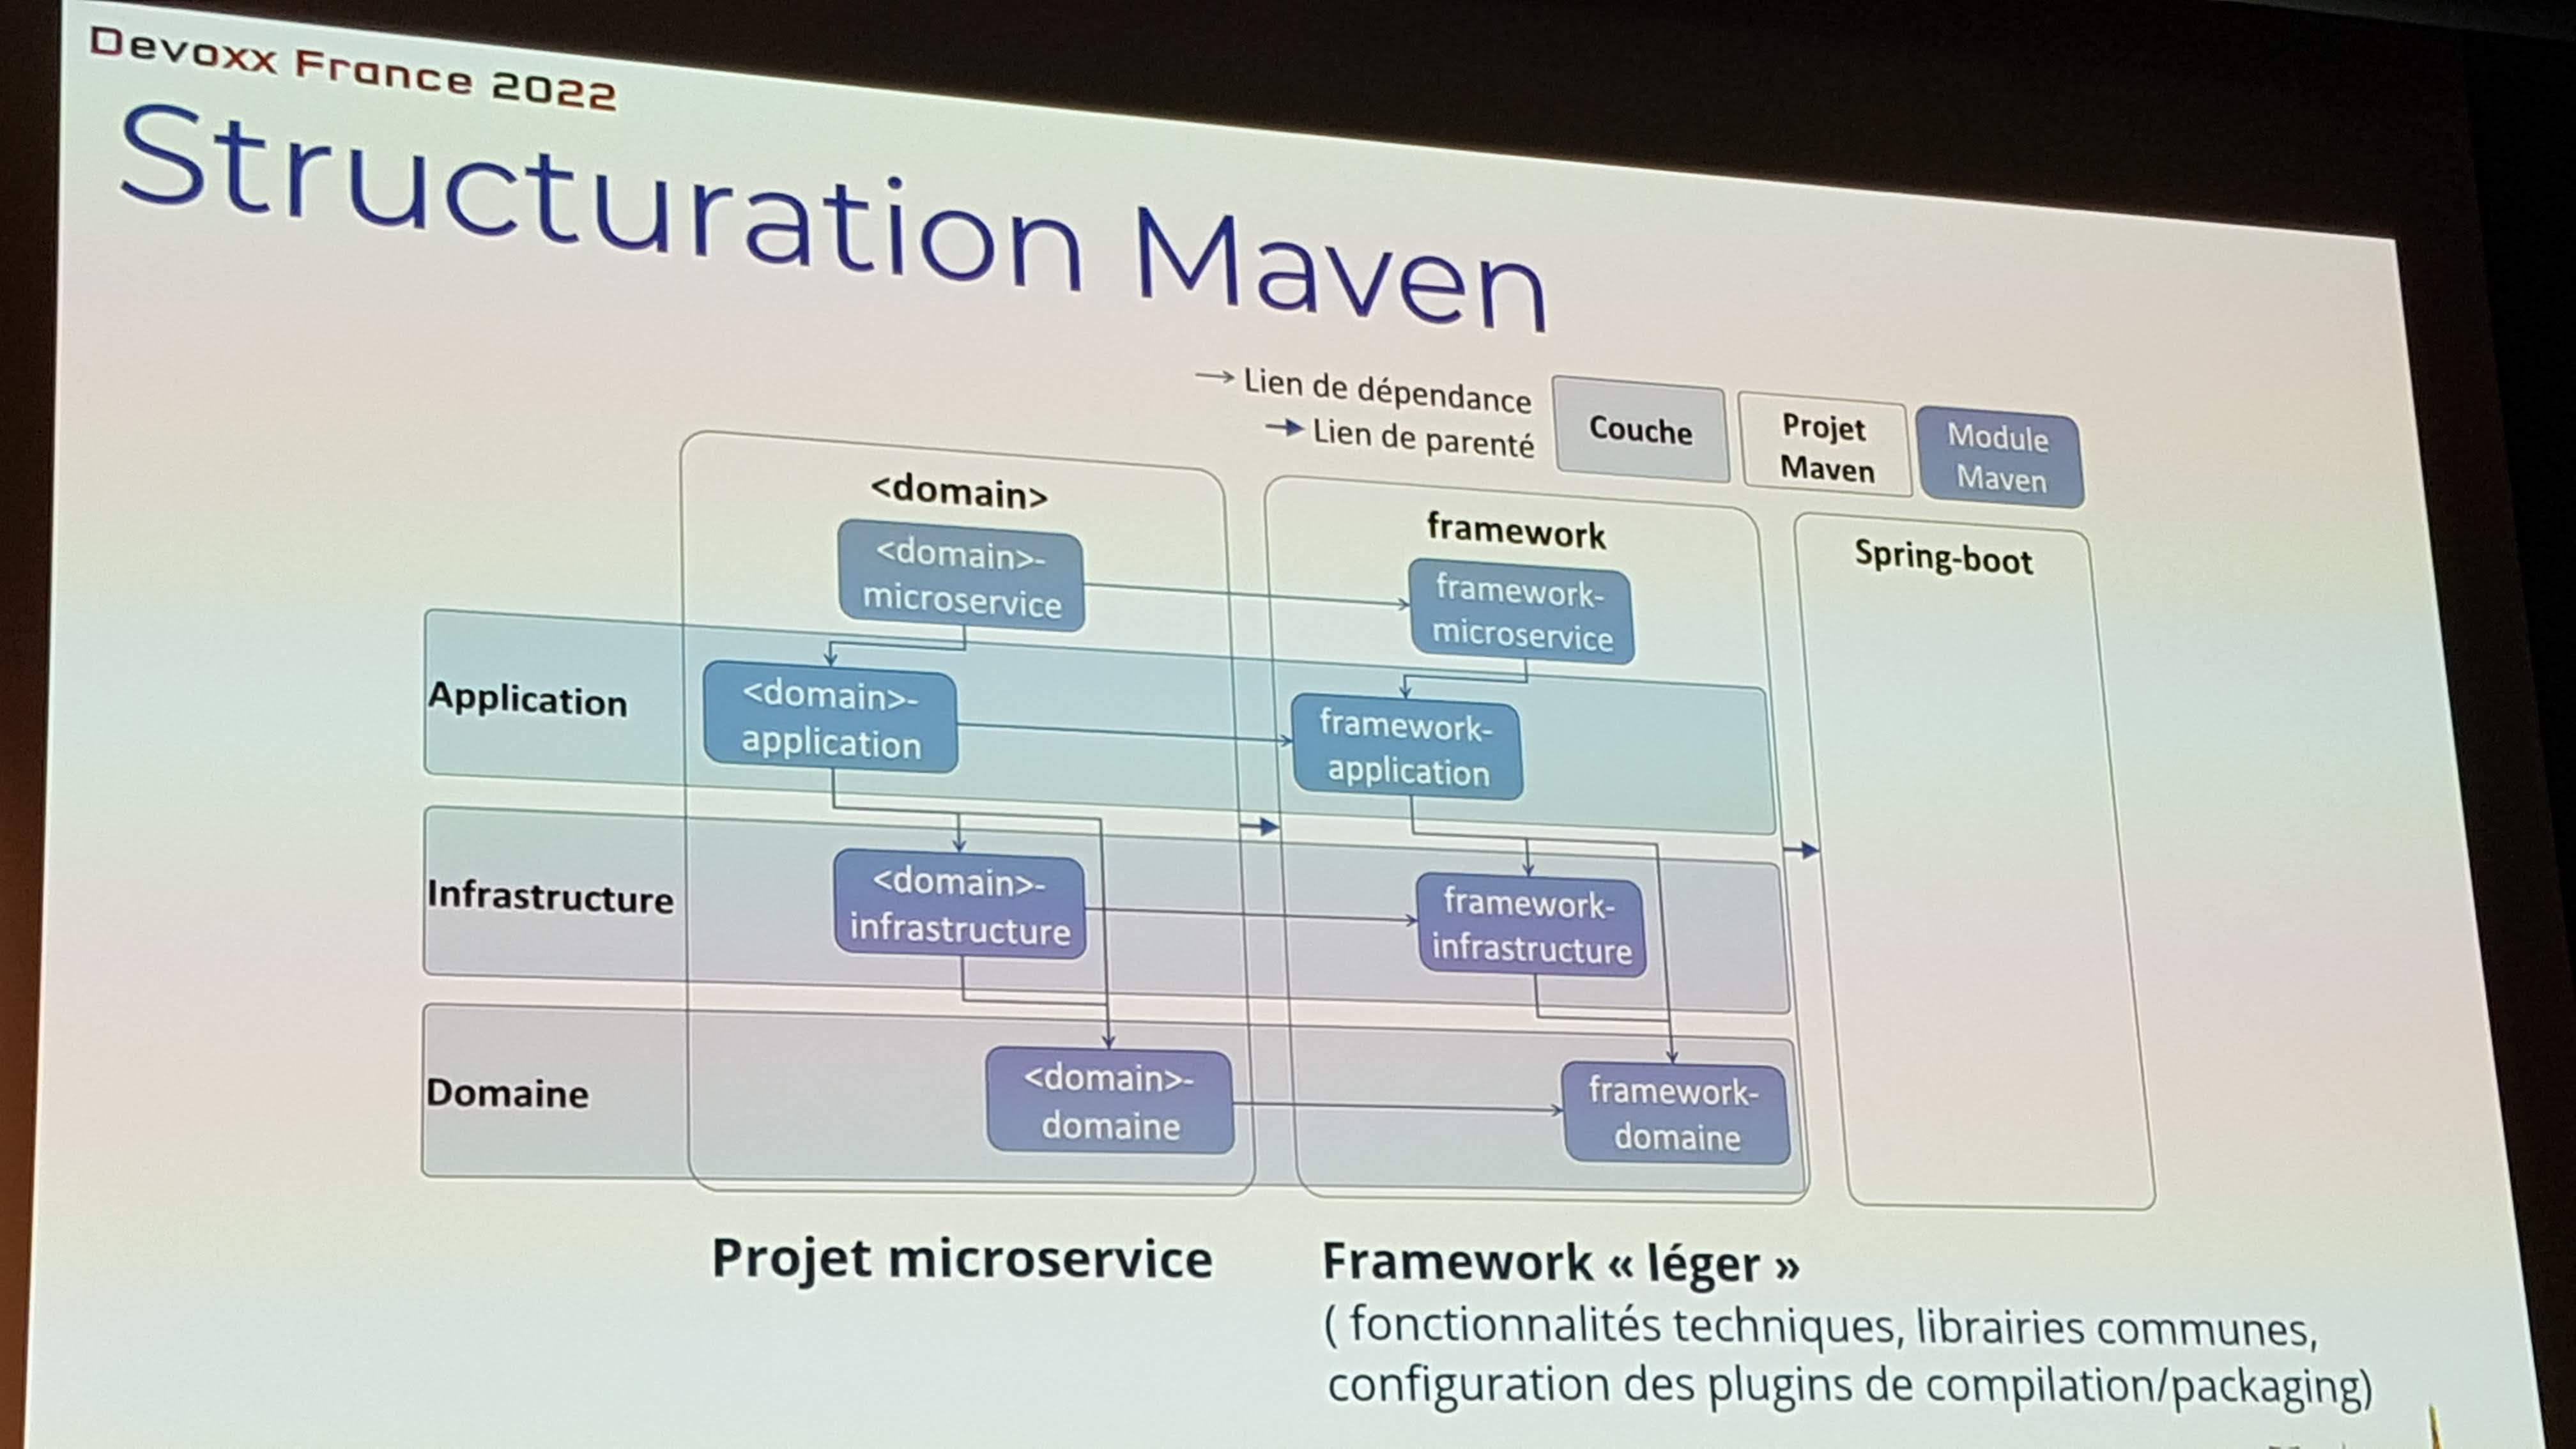 Devoxx France 2022
Structuration Maven
Lien de dépendance
Lien de parenté
Couche
Projet
Maven
Module
Maven
<domain>
framework
Spring-boot
<domain>-
microservice
framework-
microservice
Application
<domain>-
application
framework-
application
Infrastructure
<domain>-
infrastructure
framework-
infrastructure
Domaine
<domain>-
domaine
framework-
domaine
Projet microservice
Framework « léger »
( fonctionnalités techniques, librairies communes,
configuration des plugins de compilation/packaging)